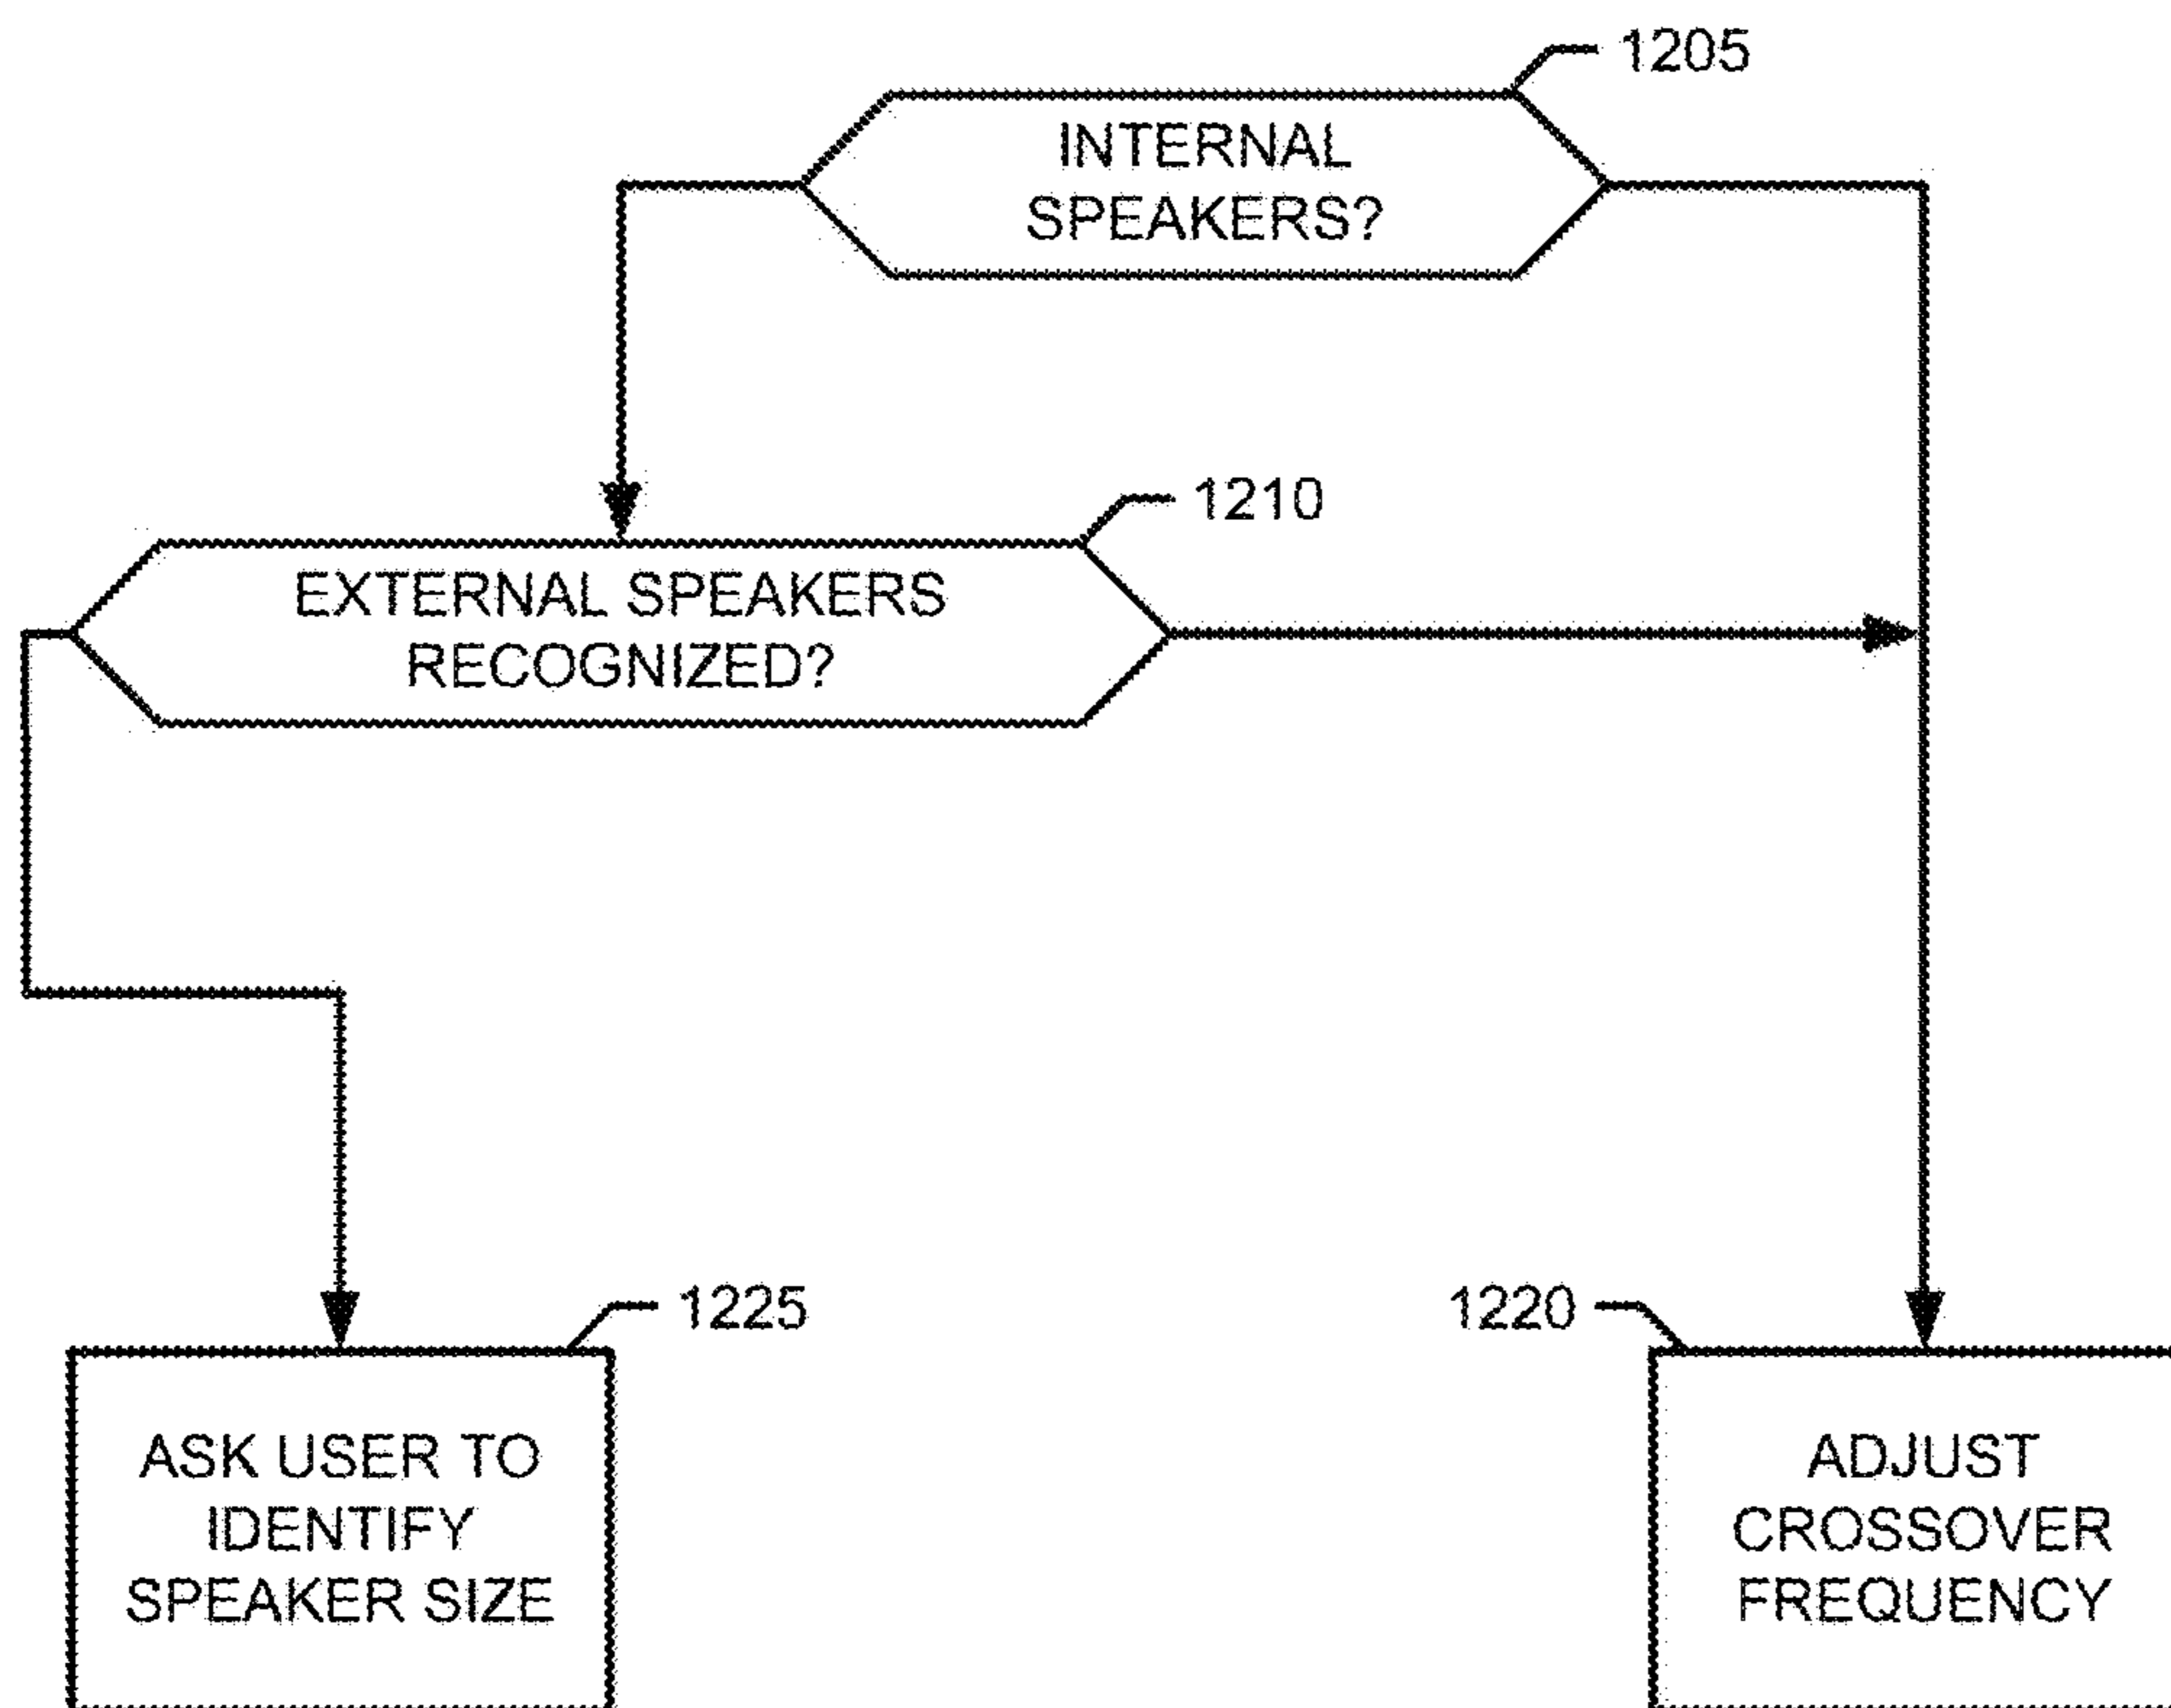 1205
INTERNAL
SPEAKERS?
1210
EXTERNAL SPEAKERS
RECOGNIZED?
1225
ASK USER TO
IDENTIFY
SPEAKER SIZE
1220
ADJUST
CROSSOVER
FREQUENCY